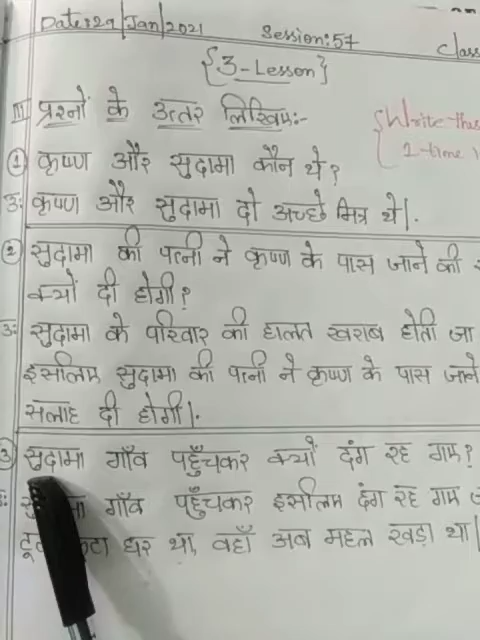 Date:29/Jan/2021 Session:57 Class
{3-Lesson}
III प्रश्नों के उत्तर लिखिए:-
{Write this
2-time
① कृष्ण और सुदामा कौन थे?
उ: कृष्ण और सुदामा दो अच्छे मित्र थे|.
② सुदामा की पत्नी ने कृष्ण के पास जाने की
क्यों दी होगी?
उ: सुदामा के परिवार की हालत खराब होती जा
इसलिए सुदामा की पत्नी ने कृष्ण के पास जाने
सलाह दी होगी|.
③ सुदामा गाँव पहुँचकर क्यों दंग रह गए?
गाँव पहुँचकर इसलिए दंग रह गए
घर था, वहाँ अब महल खड़ा था|